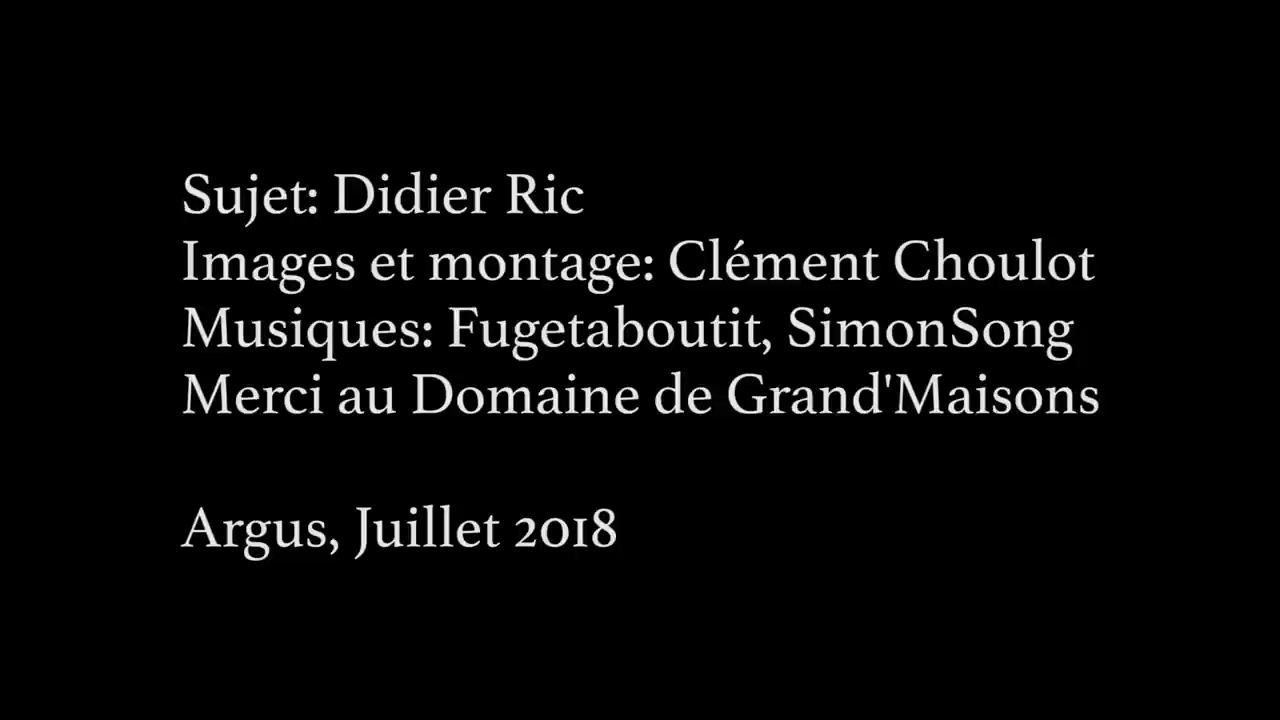 Sujet: Didier Ric
Images et montage: Clément Choulot
Musiques: Fugetaboutit, SimonSong
Merci au Domaine de Grand'Maisons
Argus, Juillet 2018